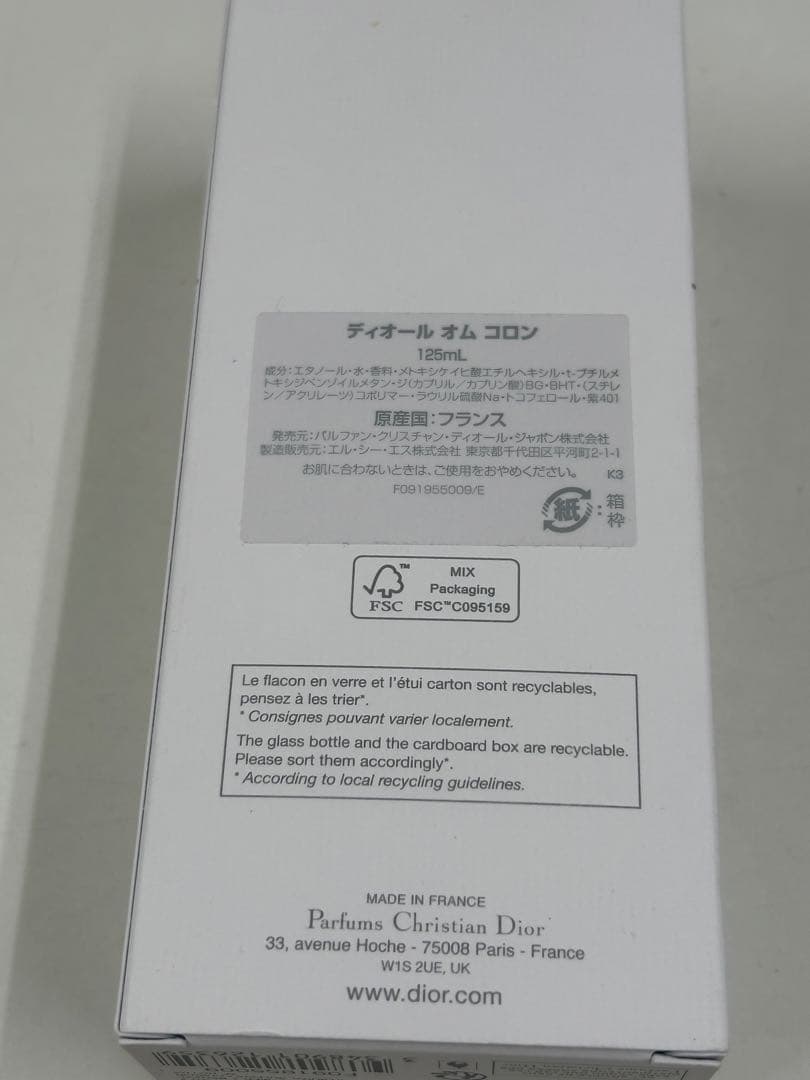 ディオール オム コロン
125mL
成分：エタノール・水・香料・メトキシケイヒ酸エチルヘキシル・t-ブチルメ
トキシジベンゾイルメタン・ジ（カプリル／カプリン酸）BG・BHT・（スチレ
ン／アクリレーツ）コポリマー・ラウリル硫酸Na・トコフェロール・紫401
原産国：フランス
発売元：パルファン・クリスチャン・ディオール・ジャポン株式会社
製造販売元：エル・シー・エス株式会社 東京都千代田区平河町2-1-1
お肌に合わないときは、ご使用をおやめください。 K3
F091955009/E
紙：箱
枠
FSC™
MIX
Packaging
FSC™C095159
Le flacon en verre et l'étui carton sont recyclables,
pensez à les trier*.
* Consignes pouvant varier localement.
The glass bottle and the cardboard box are recyclable.
Please sort them accordingly*.
* According to local recycling guidelines.
MADE IN FRANCE
Parfums Christian Dior
33, avenue Hoche - 75008 Paris - France
W1S 2UE, UK
www.dior.com